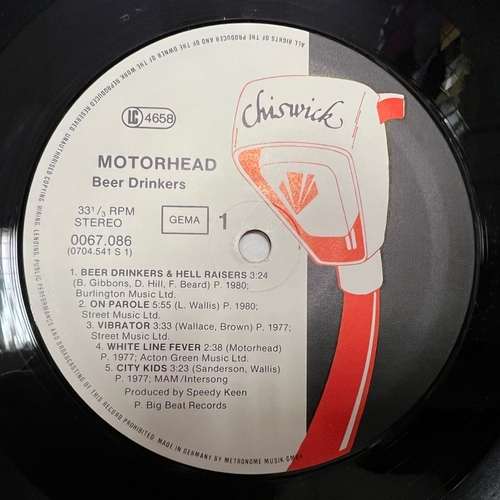 ALL RIGHTS OF THE PRODUCER AND OF THE OWNER OF THE WORK REPRODUCED RESERVED UNAUTHORISED COPYING HIRING, LENDING, PUBLIC PERFORMANCE AND BROADCASTING OF THIS RECORD PROHIBITED MADE IN GERMANY BY METRONOME MUSIK GMBH
Chiswick
LC 4658
MOTORHEAD
Beer Drinkers
33 1/3 RPM
STEREO
GEMA
1
0067.086
(0704.541 S 1)
1. BEER DRINKERS & HELL RAISERS 3:24
(B. Gibbons, D. Hill, F. Beard) P. 1980;
Burlington Music Ltd.
2. ON PAROLE 5:55 (L. Wallis) P. 1980;
Street Music Ltd.
3. VIBRATOR 3:33 (Wallace, Brown) P. 1977;
Street Music Ltd.
4. WHITE LINE FEVER 2:38 (Motorhead)
P. 1977; Acton Green Music Ltd.
5. CITY KIDS 3:23 (Sanderson, Wallis)
P. 1977; MAM/Intersong
Produced by Speedy Keen
P. Big Beat Records